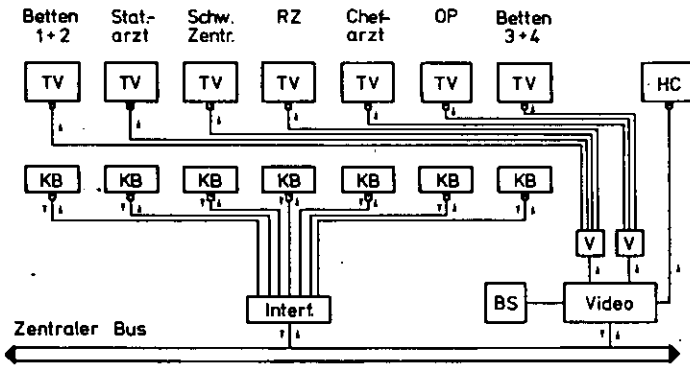 Betten 1+2
Stat.-arzt
Schw. Zentr.
RZ
Chef-arzt
OP
Betten 3+4
TV TV TV TV TV TV TV HC
KB KB KB KB KB KB KB
V V
Interf. BS Video
Zentraler Bus